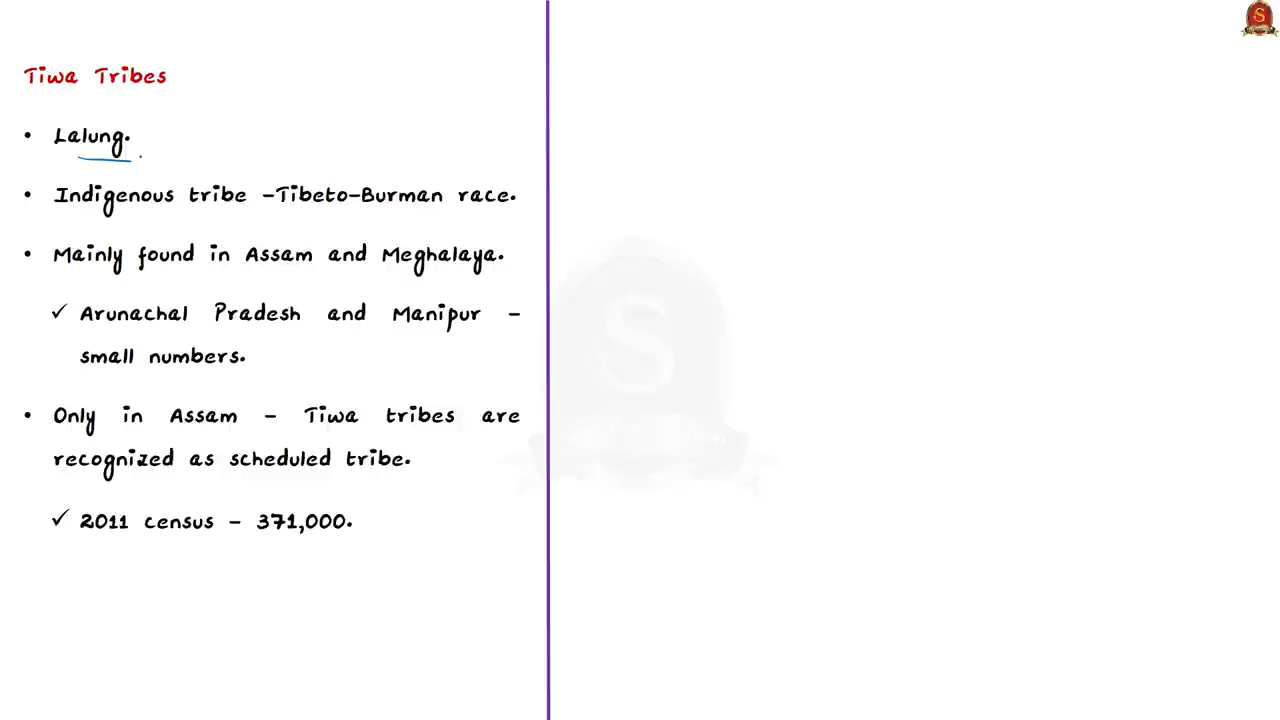 Tiwa Tribes
• Lalung.
• Indigenous tribe -Tibeto-Burman race.
• Mainly found in Assam and Meghalaya.
✓ Arunachal Pradesh and Manipur -
small numbers.
• Only in Assam - Tiwa tribes are
recognized as scheduled tribe.
✓ 2011 census - 371,000.
S